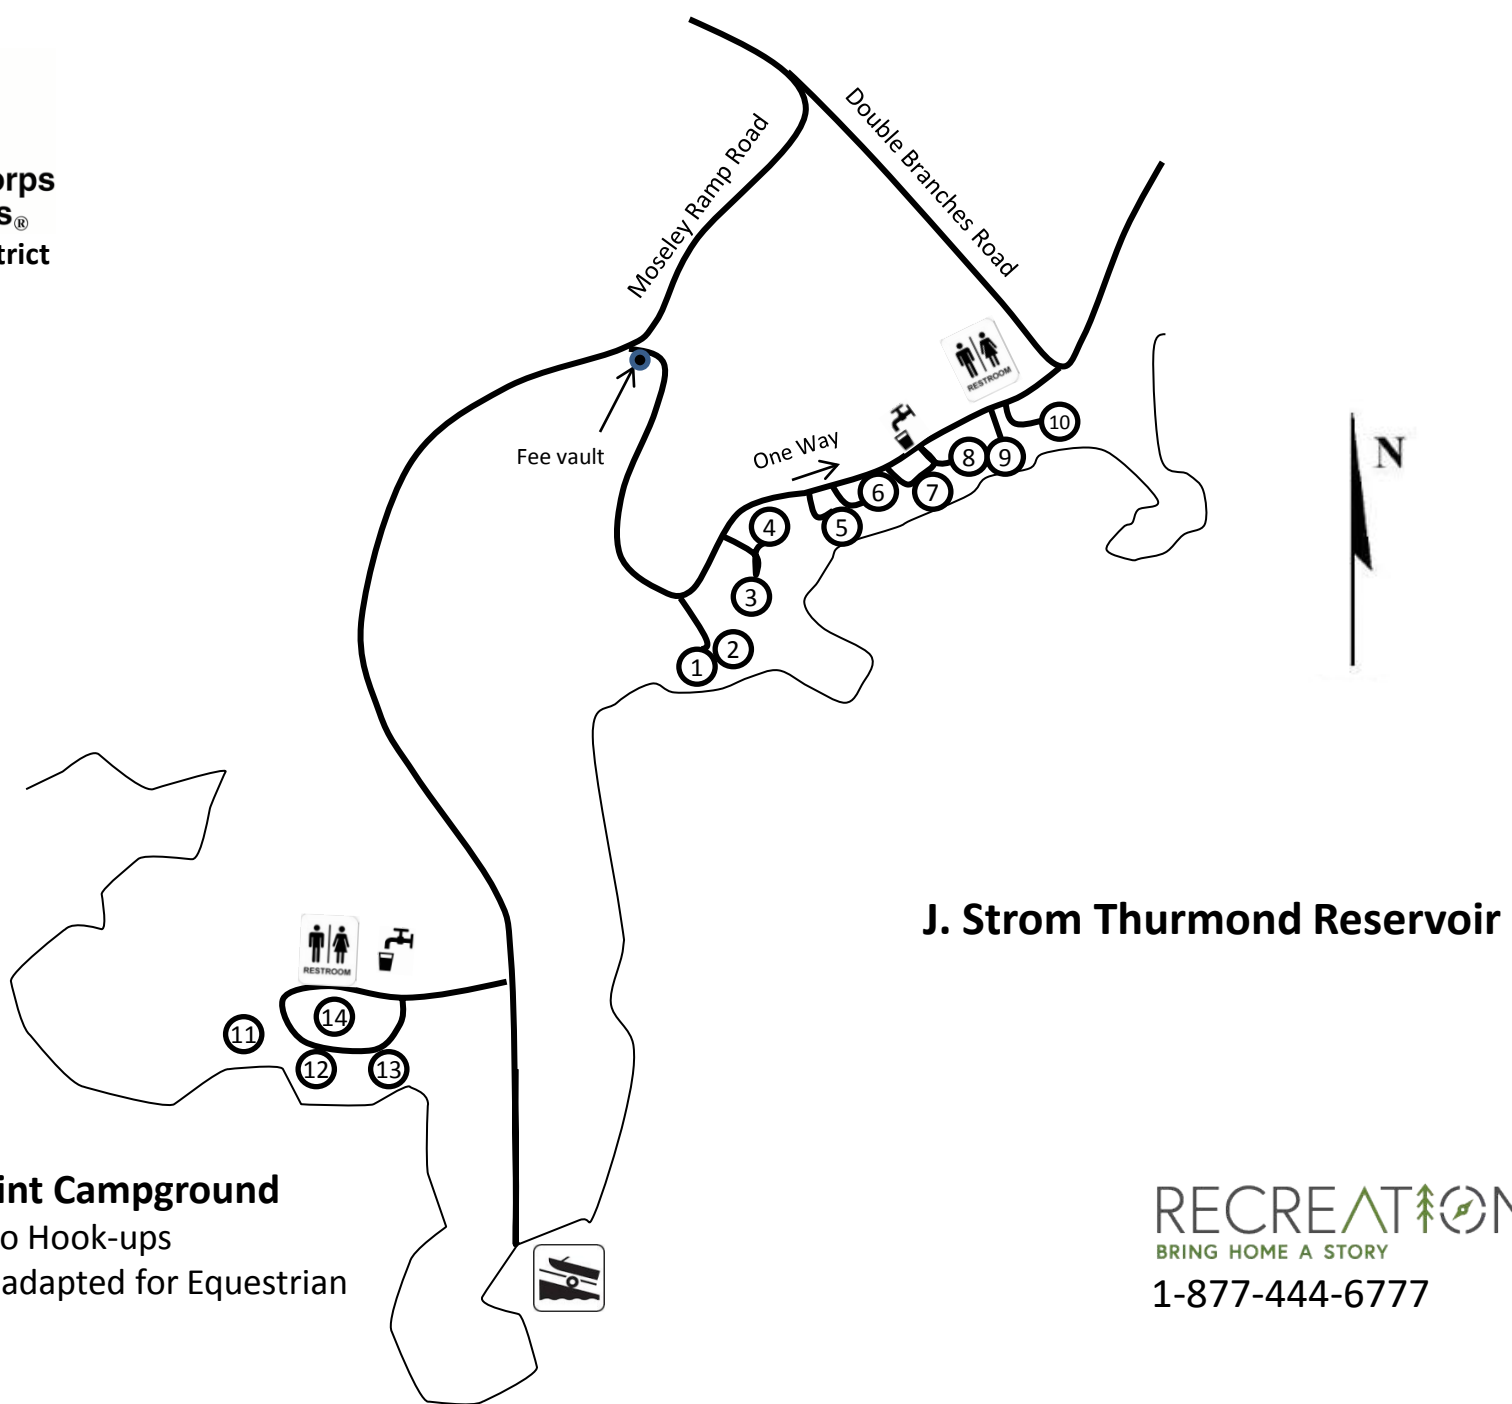 orps
s®
trict
Moseley Ramp Road
Double Branches Road
RESTROOM
Fee vault
One Way
N
10
8
9
6
7
4
5
3
2
1
J. Strom Thurmond Reservoir
RESTROOM
14
11
12
13
int Campground
o Hook-ups
adapted for Equestrian
RECREATION
BRING HOME A STORY
1-877-444-6777